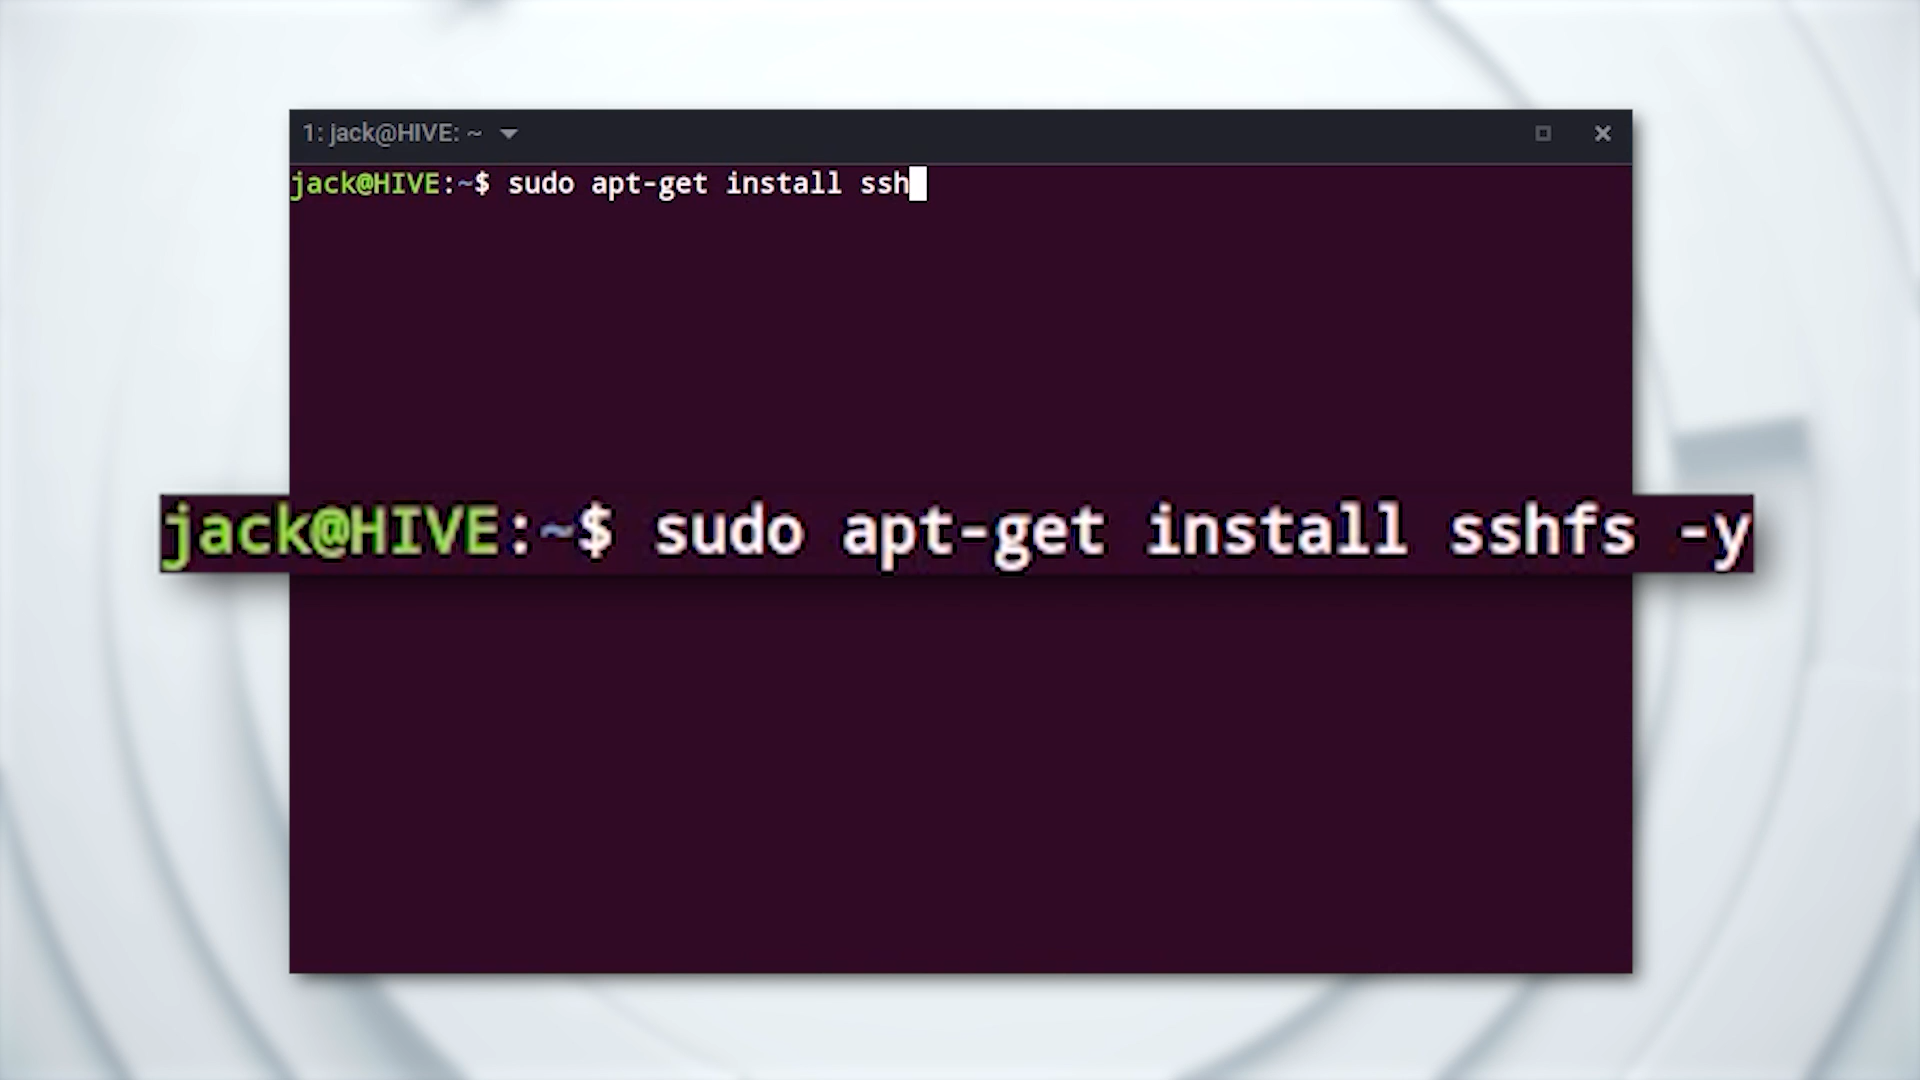 1: jack@HIVE: ~
jack@HIVE:~$ sudo apt-get install ssh
jack@HIVE:~$ sudo apt-get install sshfs -y